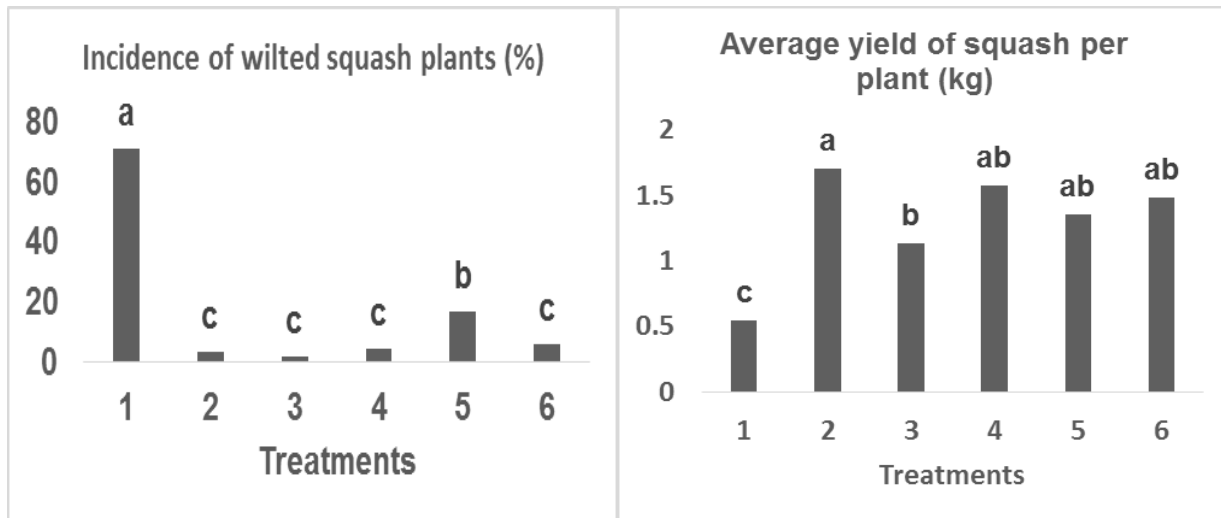 Incidence of wilted squash plants (%)
80
60
40
20
0
a
c
c
c
b
c
1 2 3 4 5 6
Treatments
Average yield of squash per
plant (kg)
2
1.5
1
0.5
0
c
a
b
ab
ab
ab
1 2 3 4 5 6
Treatments